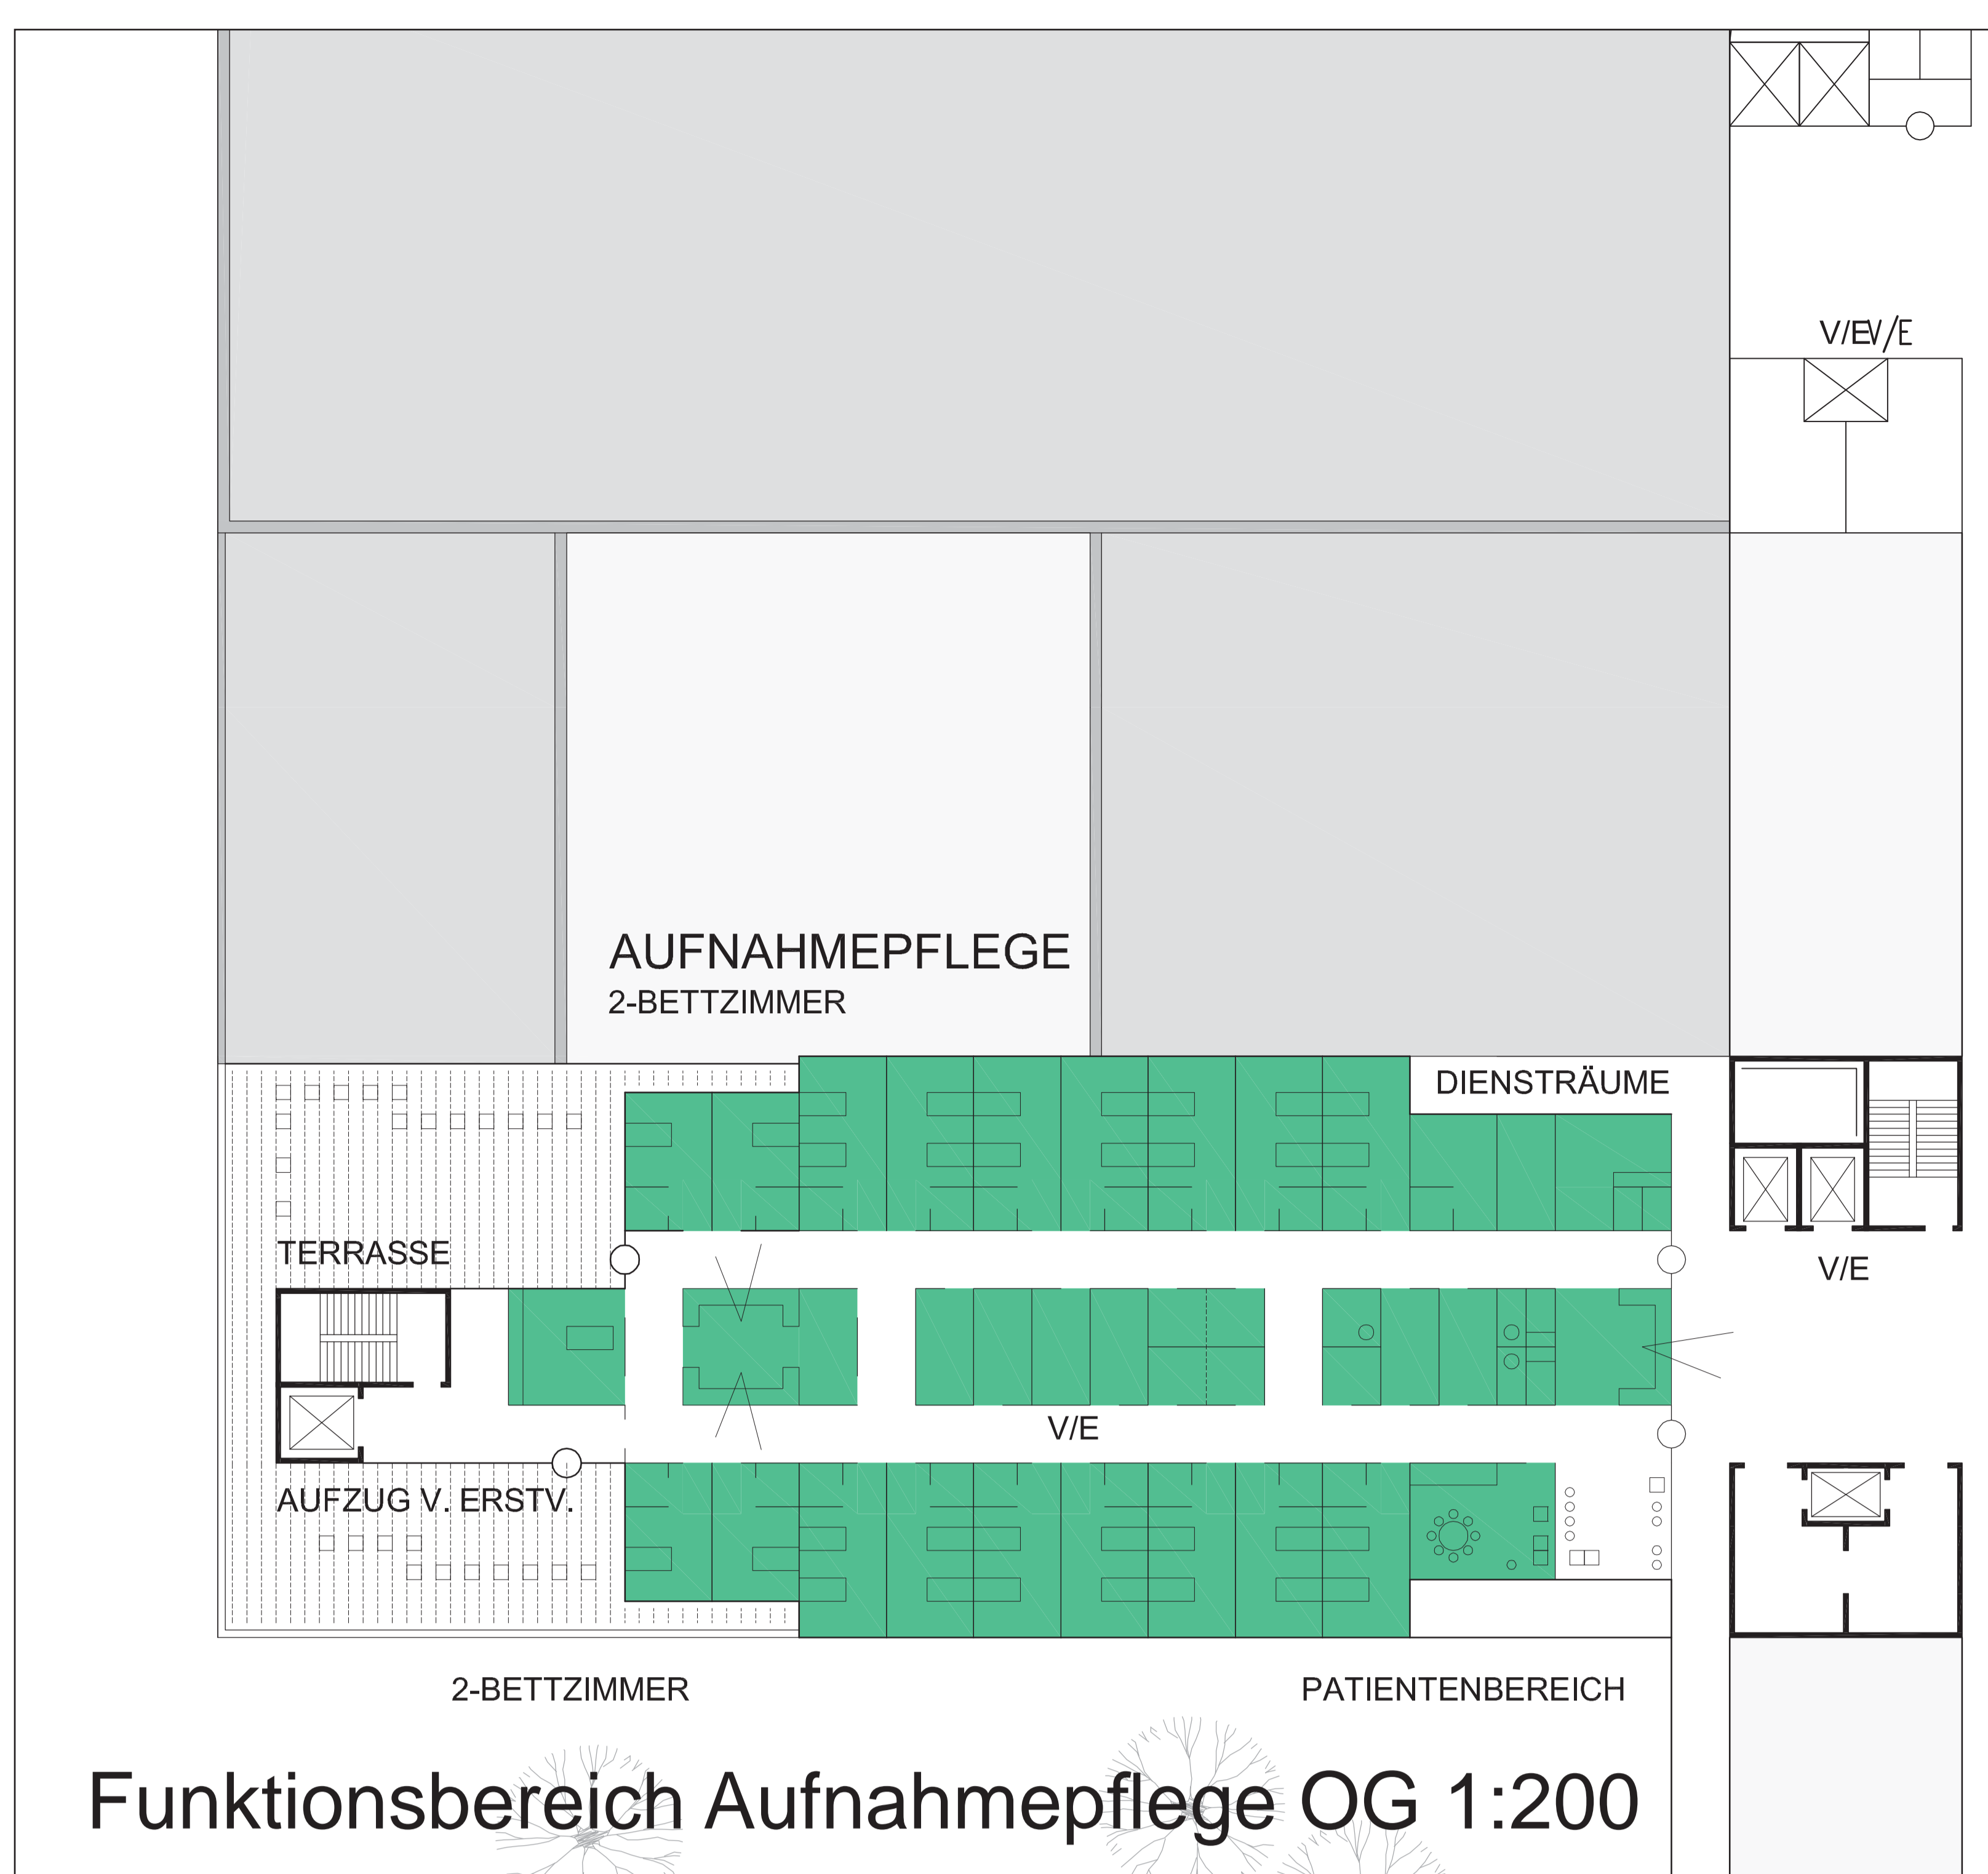 V/EV/E
AUFNAHMEPFLEGE
2-BETTZIMMER
DIENSTRÄUME
TERRASSE
V/E
V/E
AUFZUG V. ERSTV.
2-BETTZIMMER
PATIENTENBEREICH
Funktionsbereich Aufnahmepflege OG 1:200